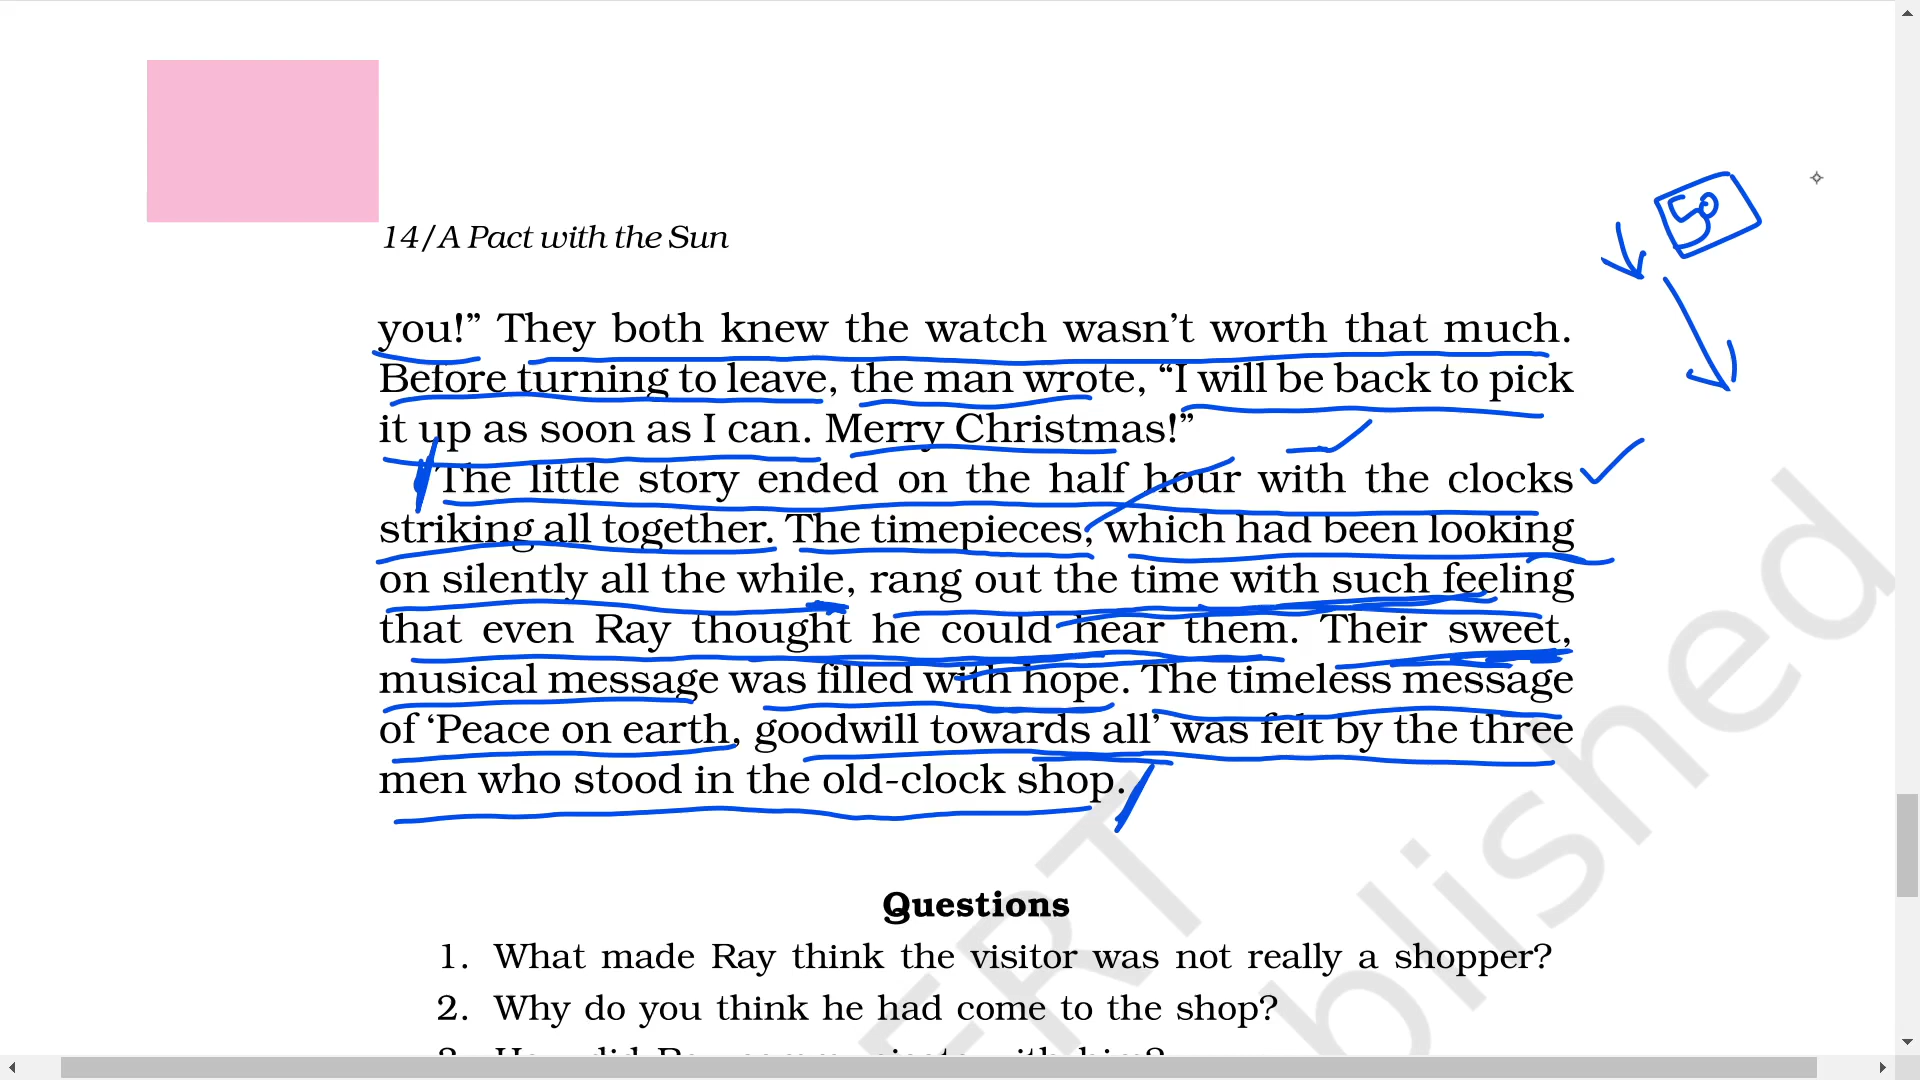 14/A Pact with the Sun
50
you!” They both knew the watch wasn’t worth that much.
Before turning to leave, the man wrote, “I will be back to pick
it up as soon as I can. Merry Christmas!”
The little story ended on the half hour with the clocks
striking all together. The timepieces, which had been looking
on silently all the while, rang out the time with such feeling
that even Ray thought he could hear them. Their sweet,
musical message was filled with hope. The timeless message
of ‘Peace on earth, goodwill towards all’ was felt by the three
men who stood in the old-clock shop.
Questions
1. What made Ray think the visitor was not really a shopper?
2. Why do you think he had come to the shop?